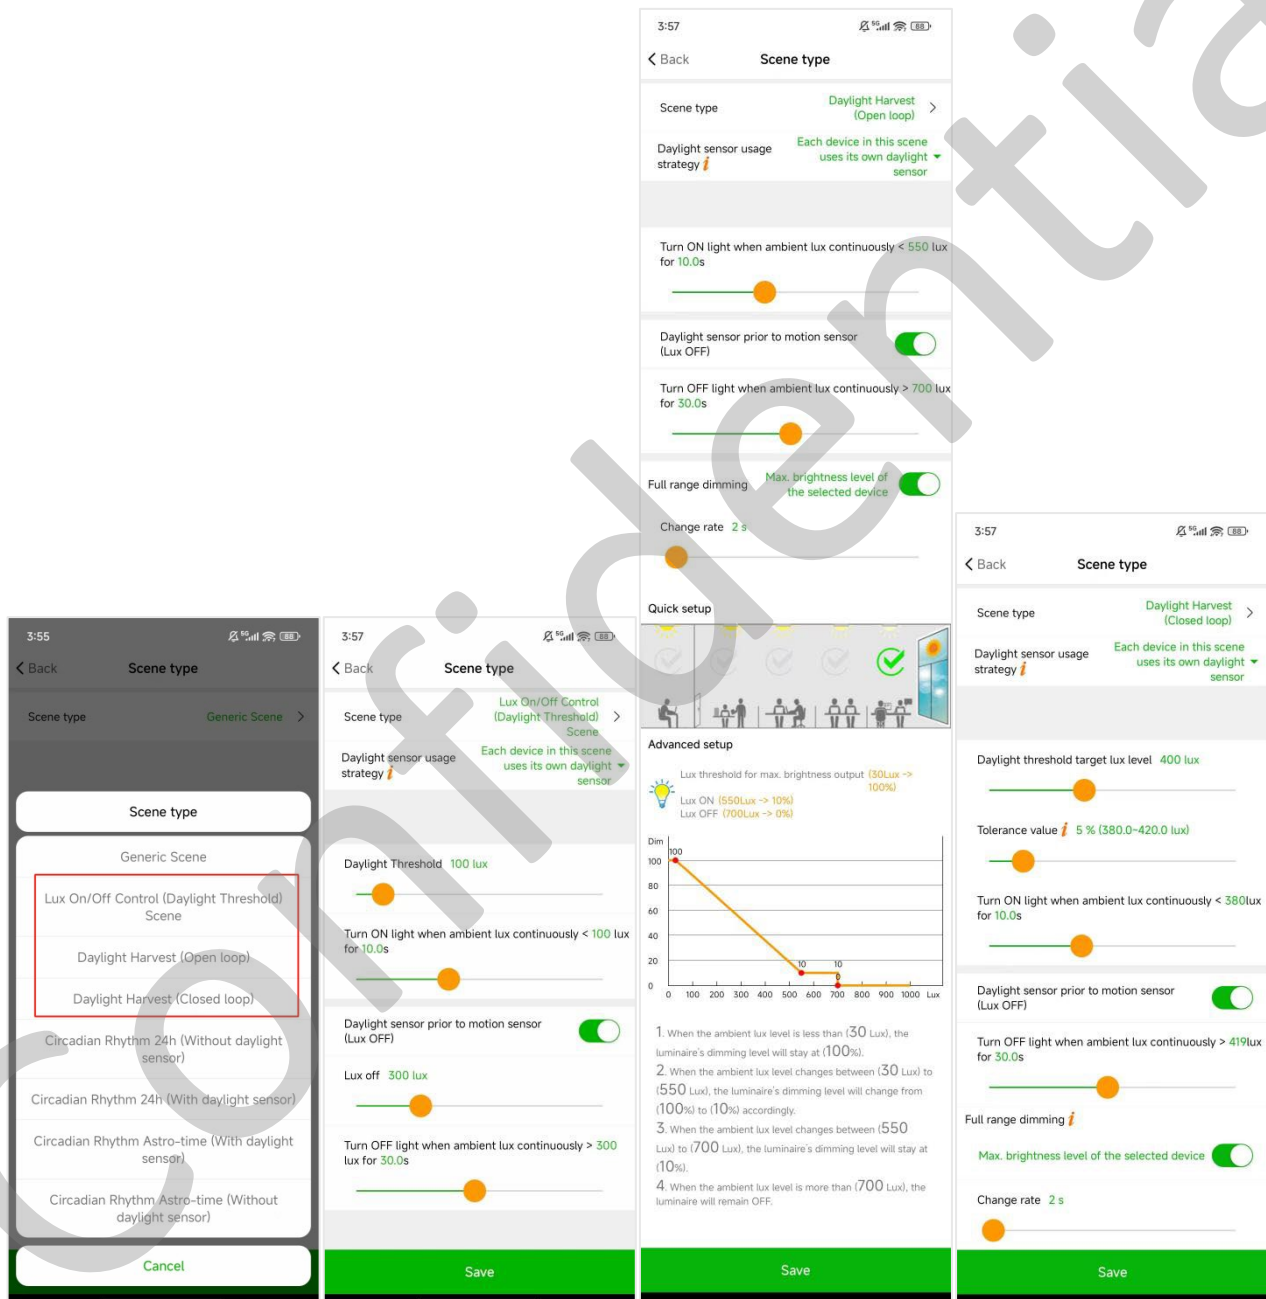 3:55
5G
88
Back
Scene type
Scene type
Generic Scene
Scene type
Generic Scene
Lux On/Off Control (Daylight Threshold)
Scene
Daylight Harvest (Open loop)
Daylight Harvest (Closed loop)
Circadian Rhythm 24h (Without daylight
sensor)
Circadian Rhythm 24h (With daylight sensor)
Circadian Rhythm Astro-time (With daylight
sensor)
Circadian Rhythm Astro-time (Without
daylight sensor)
Cancel
3:57
5G
88
Back
Scene type
Scene type
Lux On/Off Control
(Daylight Threshold)
Scene
Daylight sensor usage
strategy i
Each device in this scene
uses its own daylight
sensor
Daylight Threshold 100 lux
Turn ON light when ambient lux continuously < 100 lux
for 10.0s
Daylight sensor prior to motion sensor
(Lux OFF)
Lux off 300 lux
Turn OFF light when ambient lux continuously > 300
lux for 30.0s
Save
3:57
5G
88
Back
Scene type
Scene type
Daylight Harvest
(Open loop)
Daylight sensor usage
strategy i
Each device in this scene
uses its own daylight
sensor
Turn ON light when ambient lux continuously < 550 lux
for 10.0s
Daylight sensor prior to motion sensor
(Lux OFF)
Turn OFF light when ambient lux continuously > 700 lux
for 30.0s
Full range dimming
Max. brightness level of
the selected device
Change rate 2 s
Quick setup
Advanced setup
Lux threshold for max. brightness output (30Lux ->
100%)
Lux ON (550Lux -> 10%)
Lux OFF (700Lux -> 0%)
Dim
100
100
80
60
40
20
10 10
0
0
0 100 200 300 400 500 600 700 800 900 1000 Lux
1. When the ambient lux level is less than (30 Lux), the
luminaire's dimming level will stay at (100%).
2. When the ambient lux level changes between (30 Lux) to
(550 Lux), the luminaire's dimming level will change from
(100%) to (10%) accordingly.
3. When the ambient lux level changes between (550
Lux) to (700 Lux), the luminaire's dimming level will stay at
(10%).
4. When the ambient lux level is more than (700 Lux), the
luminaire will remain OFF.
Save
3:57
5G
88
Back
Scene type
Scene type
Daylight Harvest
(Closed loop)
Daylight sensor usage
strategy i
Each device in this scene
uses its own daylight
sensor
Daylight threshold target lux level 400 lux
Tolerance value i 5 % (380.0~420.0 lux)
Turn ON light when ambient lux continuously < 380lux
for 10.0s
Daylight sensor prior to motion sensor
(Lux OFF)
Turn OFF light when ambient lux continuously > 419lux
for 30.0s
Full range dimming i
Max. brightness level of the selected device
Change rate 2 s
Save
Confidentia